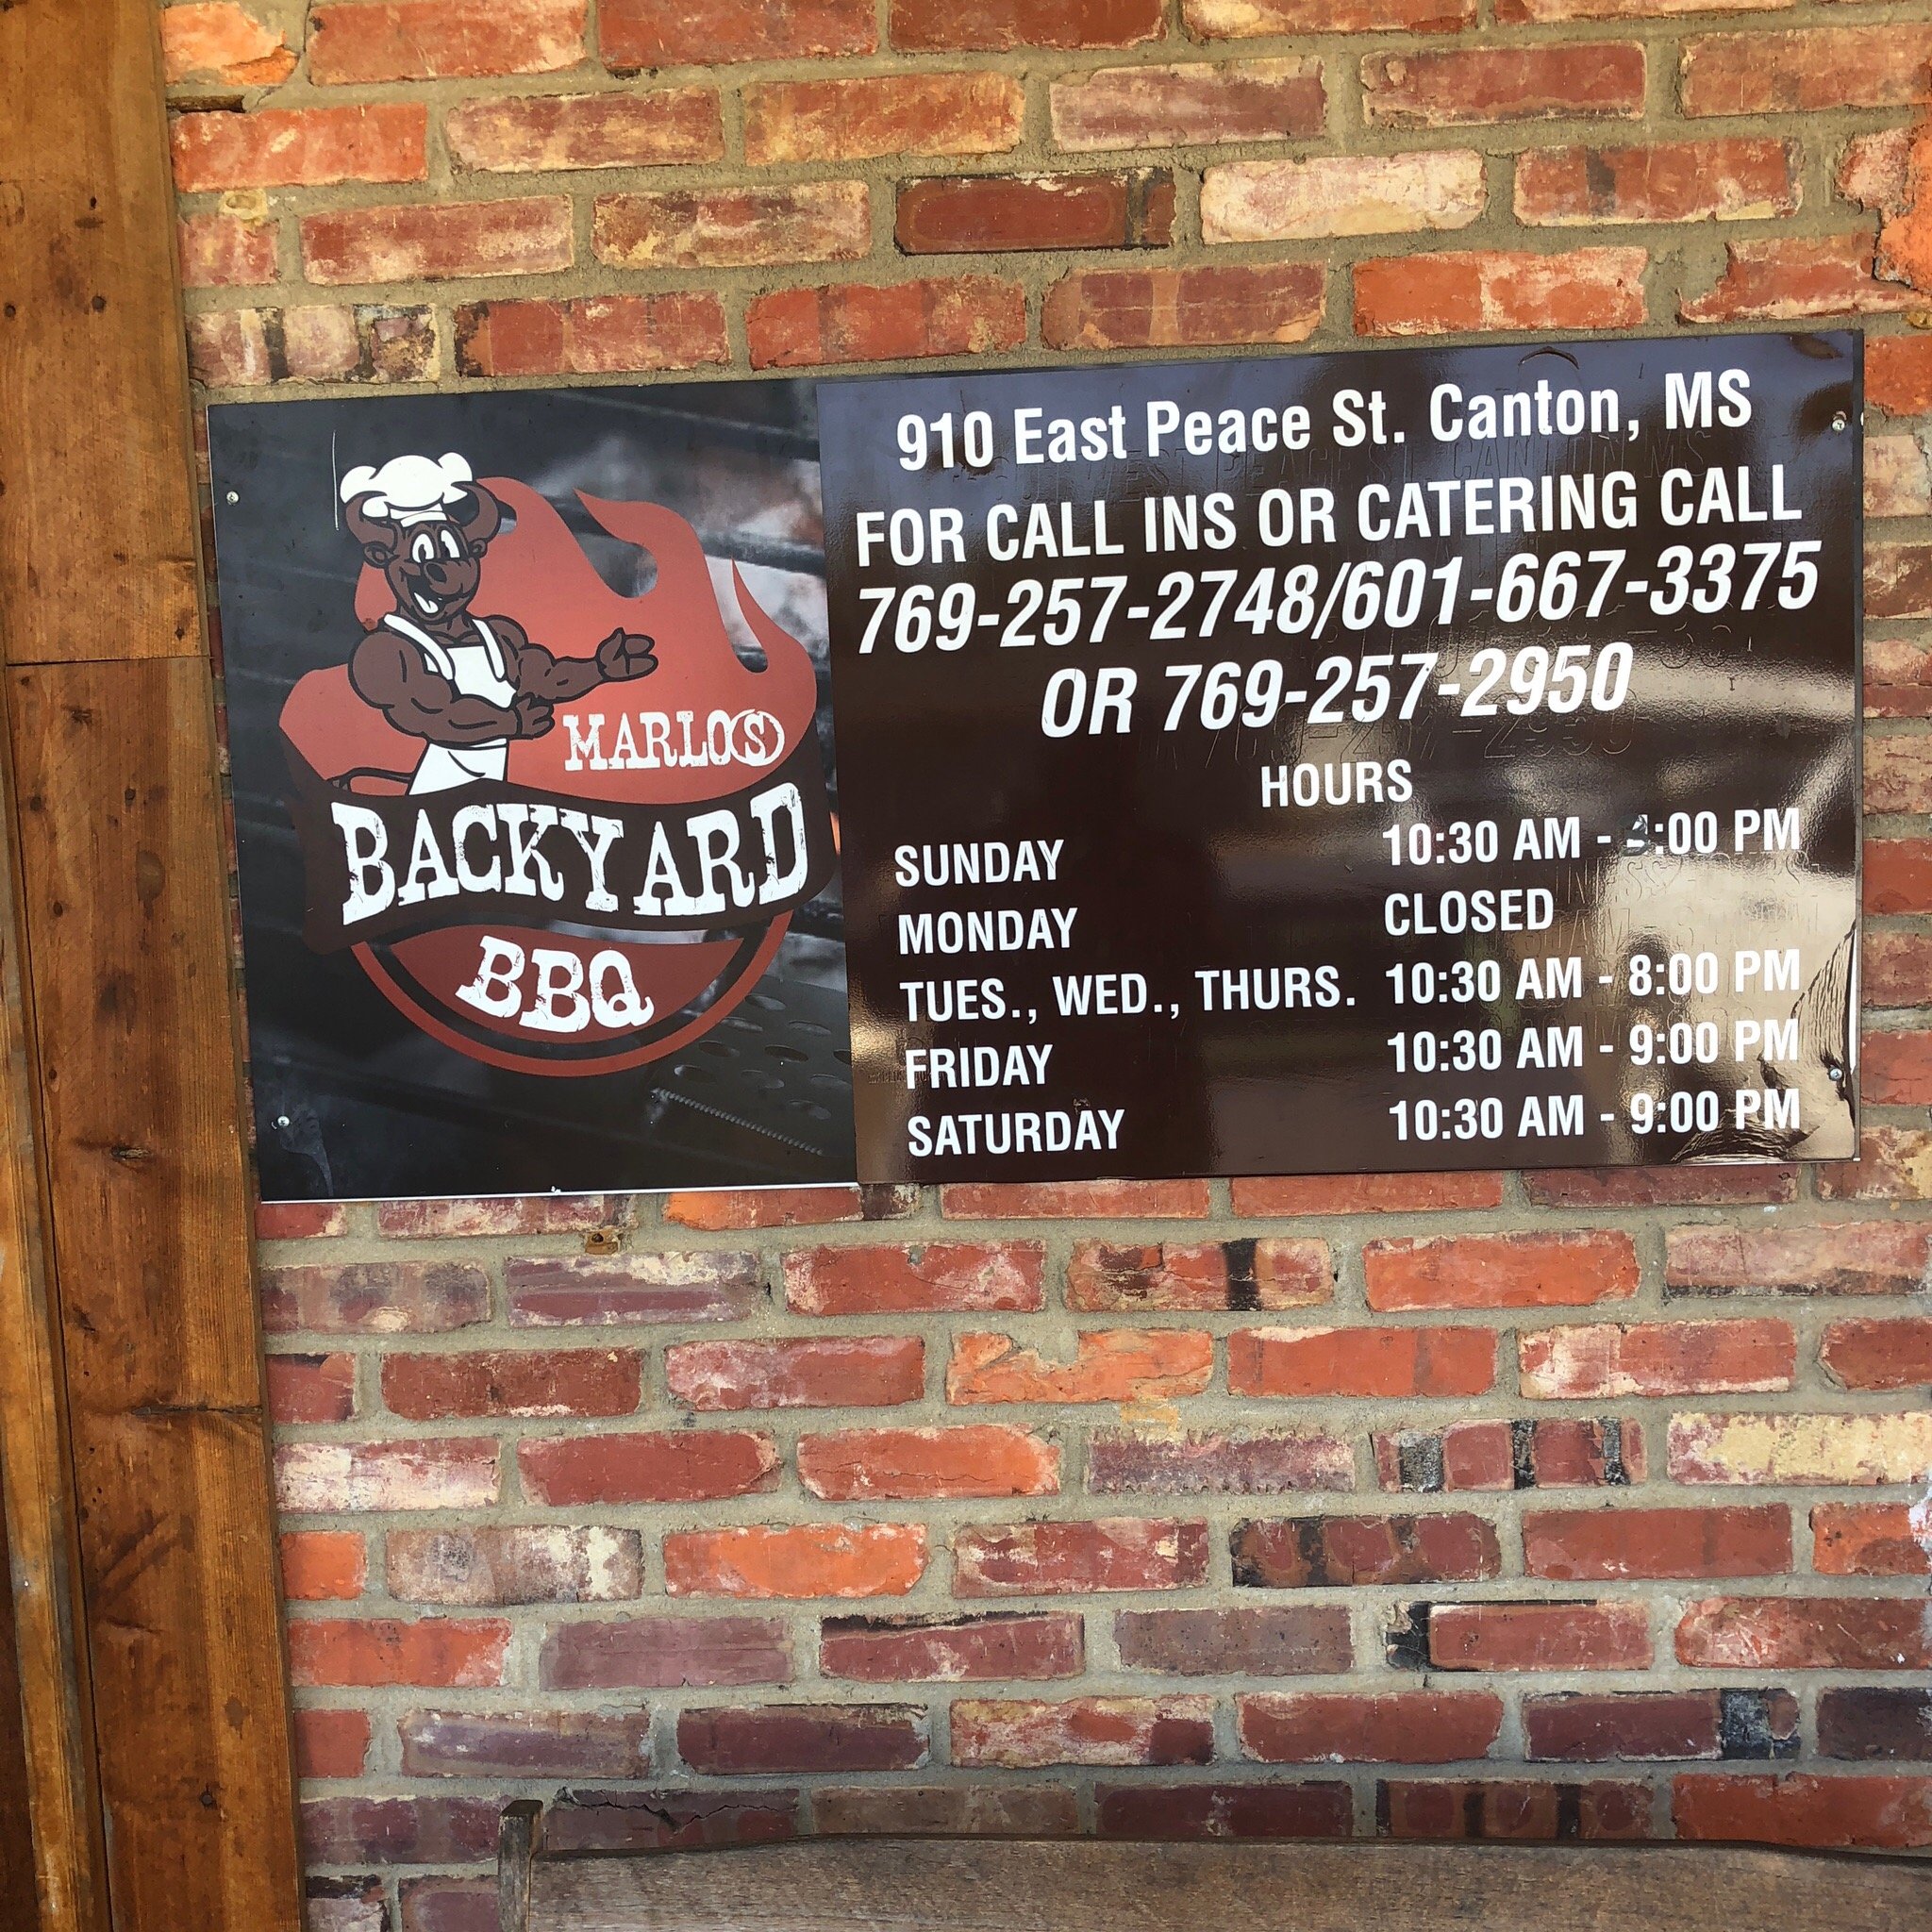 MARLO(S)
BACKYARD
BBQ
910 East Peace St. Canton, MS
FOR CALL INS OR CATERING CALL
769-257-2748/601-667-3375
OR 769-257-2950
HOURS
SUNDAY 10:30 AM - :00 PM
MONDAY CLOSED
TUES., WED., THURS. 10:30 AM - 8:00 PM
FRIDAY 10:30 AM - 9:00 PM
SATURDAY 10:30 AM - 9:00 PM